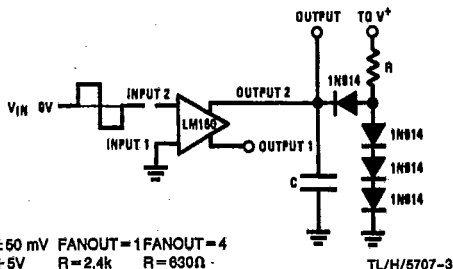 OUTPUT TO V+
R
1N914
INPUT 2 OUTPUT 2
VIN 0V
LM160
1N914
INPUT 1 OUTPUT 1
1N914
C
1N914
±50 mV FANOUT=1 FANOUT=4
+5V R=2.4k R=630Ω
TL/H/5707-3